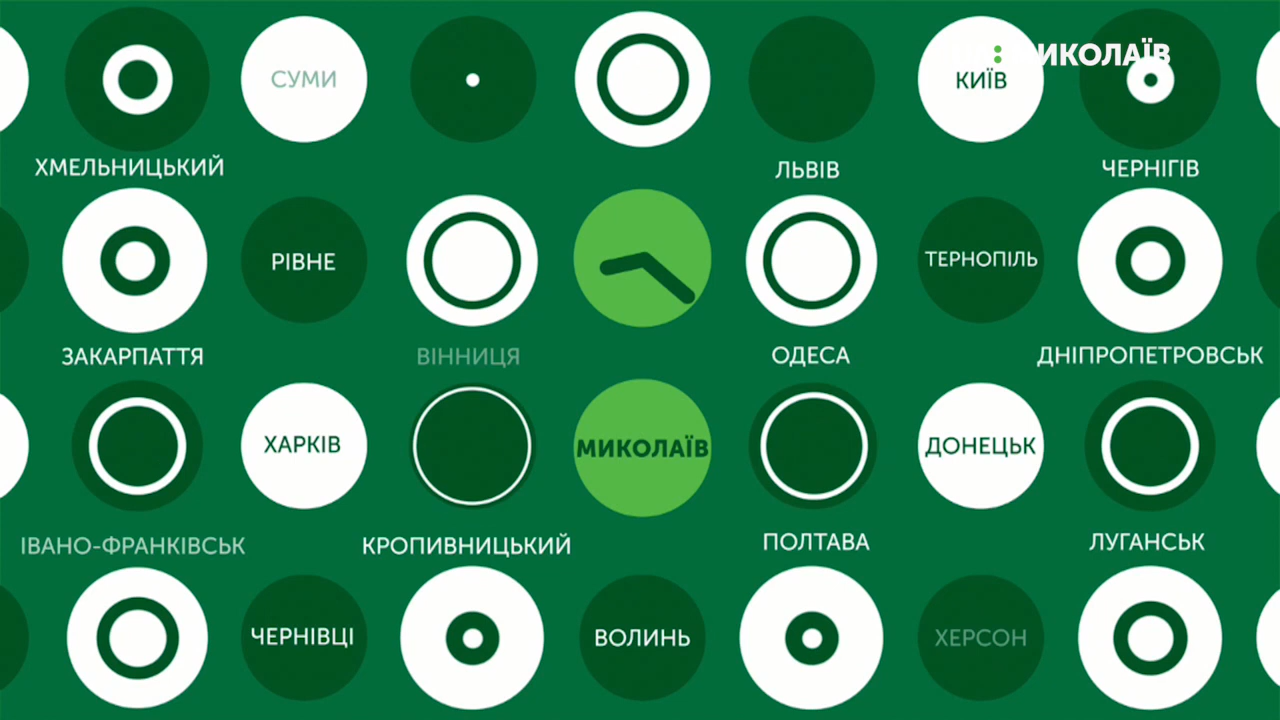 :МИКОЛАЇВ
СУМИ
КИЇВ
ХМЕЛЬНИЦЬКИЙ
ЛЬВІВ
ЧЕРНІГІВ
РІВНЕ
ТЕРНОПІЛЬ
ЗАКАРПАТТЯ
ВІННИЦЯ
ОДЕСА
ДНІПРОПЕТРОВСЬК
ХАРКІВ
МИКОЛАЇВ
ДОНЕЦЬК
ІВАНО-ФРАНКІВСЬК
КРОПИВНИЦЬКИЙ
ПОЛТАВА
ЛУГАНСЬК
ЧЕРНІВЦІ
ВОЛИНЬ
ХЕРСОН